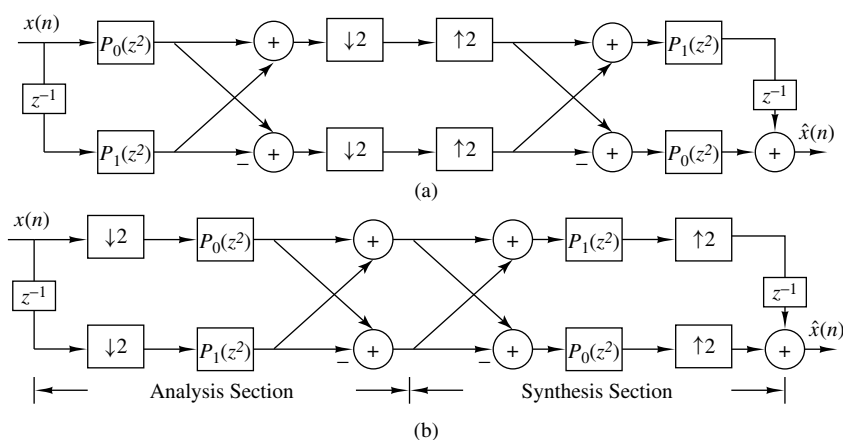 x(n)
P₀(z²) + ↓2 ↑2 + P₁(z²)
z⁻¹ z⁻¹
x̂(n)
P₁(z²) − + ↓2 ↑2 − + P₀(z²) +
(a)
x(n)
↓2 P₀(z²) + + P₁(z²) ↑2
z⁻¹ z⁻¹
x̂(n)
↓2 P₁(z²) − + − + P₀(z²) ↑2 +
Analysis Section Synthesis Section
(b)